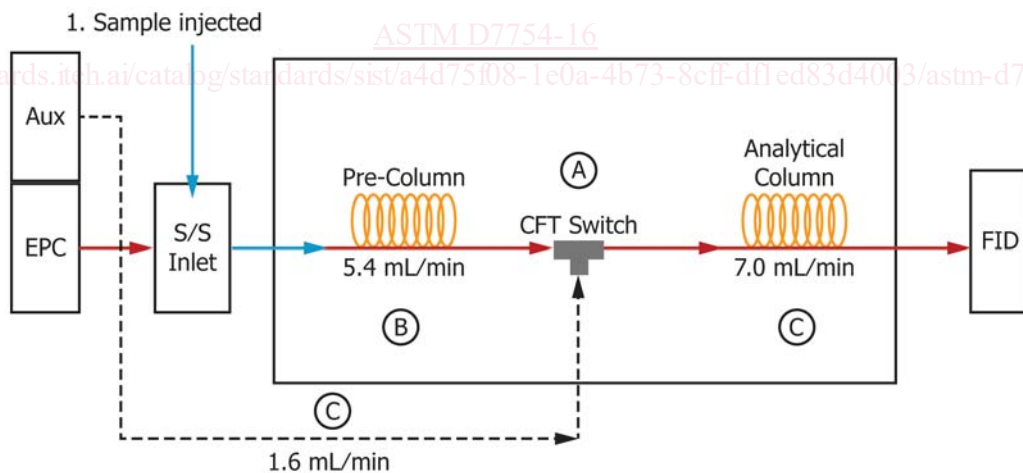 1. Sample injected
ASTM D7754-16
ards.iteh.ai/catalog/standards/sist/a4d75f08-1e0a-4b73-8cff-df1ed83d4003/astm-d7
Aux
EPC
S/S
Inlet
Pre-Column
5.4 mL/min
B
A
CFT Switch
Analytical
Column
7.0 mL/min
C
FID
C
1.6 mL/min